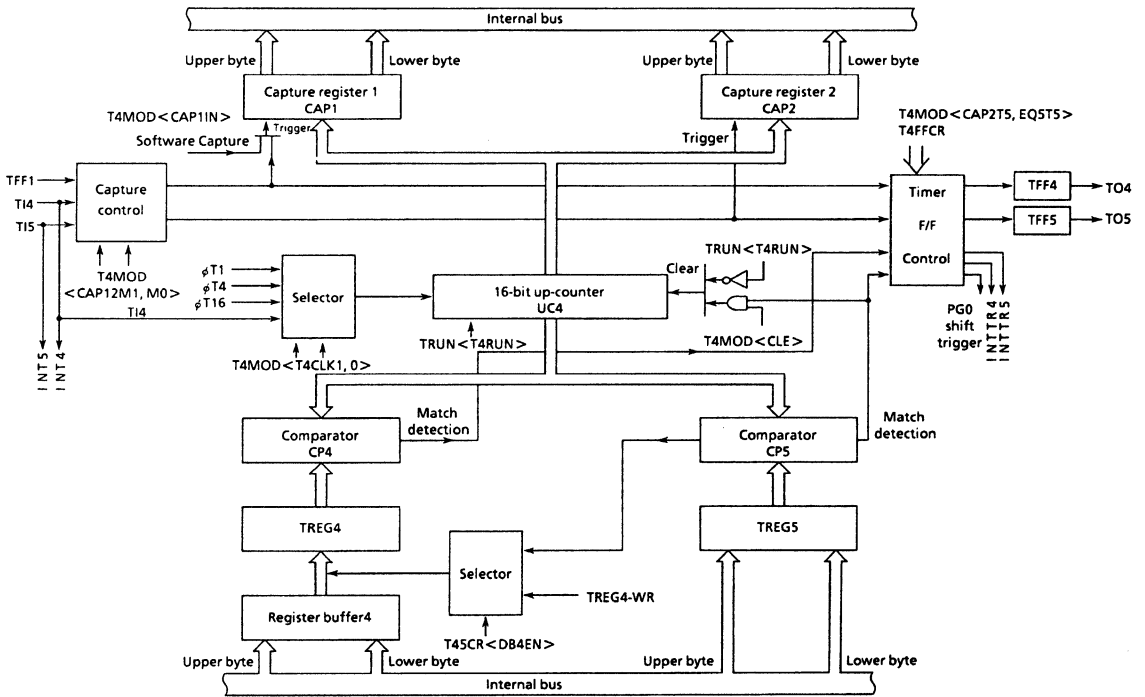 Internal bus
Upper byte
Lower byte
Upper byte
Lower byte
Capture register 1
CAP1
Capture register 2
CAP2
T4MOD<CAP1IN>
Trigger
Software Capture
Trigger
T4MOD<CAP2T5, EQ5T5>
T4FFCR
TFF1
TI4
TI5
Capture
control
Timer
F/F
Control
TFF4
TO4
TFF5
TO5
T4MOD
<CAP12M1, M0>
TI4
φT1
φT4
φT16
Selector
16-bit up-counter
UC4
Clear
TRUN<T4RUN>
TRUN<T4RUN>
T4MOD<CLE>
PG0
shift
trigger
INTTR4
INTTR5
INT5
INT4
T4MOD<T4CLK1, 0>
Match
detection
Match
detection
Comparator
CP4
Comparator
CP5
TREG4
TREG5
Selector
TREG4-WR
Register buffer4
T45CR<DB4EN>
Upper byte
Lower byte
Upper byte
Lower byte
Internal bus